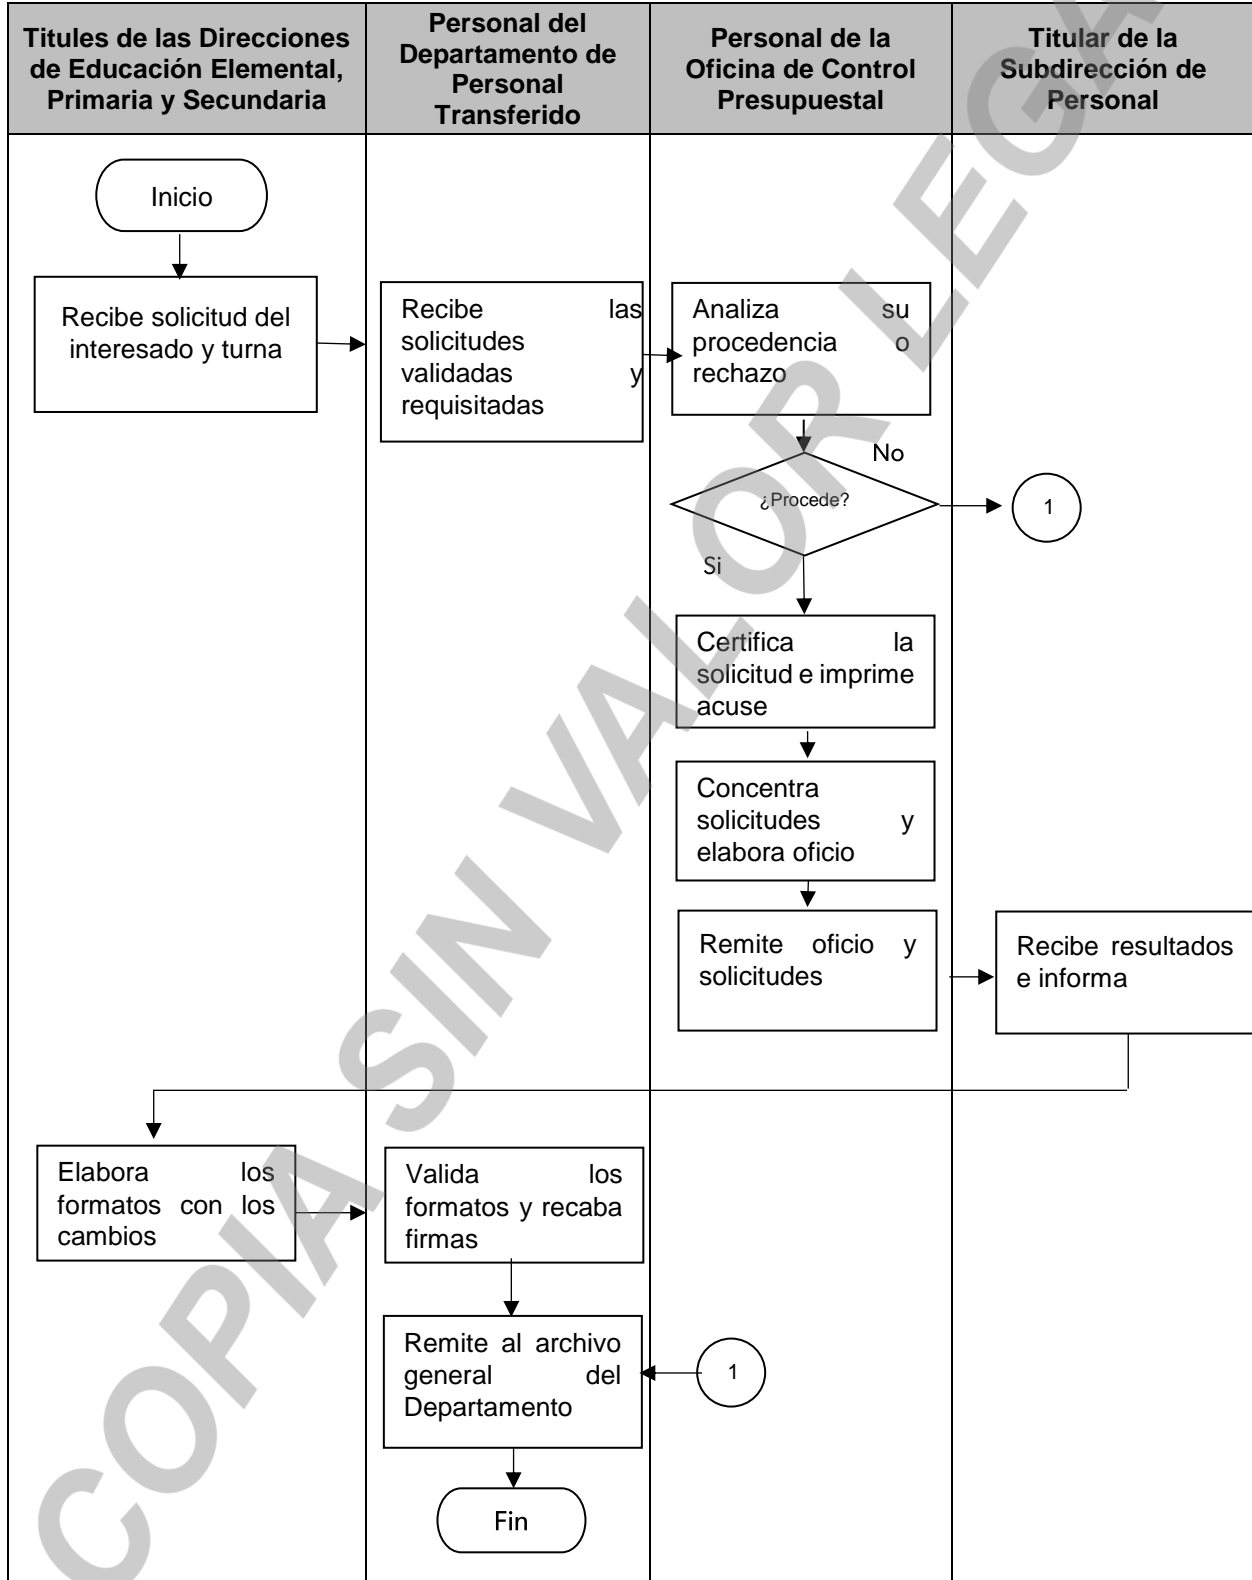 Titules de las Direcciones
de Educación Elemental,
Primaria y Secundaria
Personal del
Departamento de
Personal
Transferido
Personal de la
Oficina de Control
Presupuestal
Titular de la
Subdirección de
Personal
Inicio
Recibe solicitud del
interesado y turna
Recibe las
solicitudes
validadas y
requisitadas
Analiza su
procedencia o
rechazo
No
¿Procede?
1
Si
Certifica la
solicitud e imprime
acuse
Concentra
solicitudes y
elabora oficio
Remite oficio y
solicitudes
Recibe resultados
e informa
Elabora los
formatos con los
cambios
Valida los
formatos y recaba
firmas
Remite al archivo
general del
Departamento
1
Fin
COPIA SIN VALOR LEGA